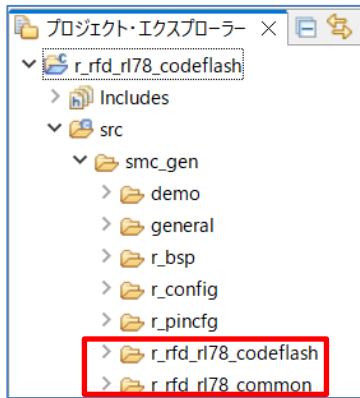 プロジェクト・エクスプローラー
r_rfd_rl78_codeflash
Includes
src
smc_gen
demo
general
r_bsp
r_config
r_pincfg
r_rfd_rl78_codeflash
r_rfd_rl78_common